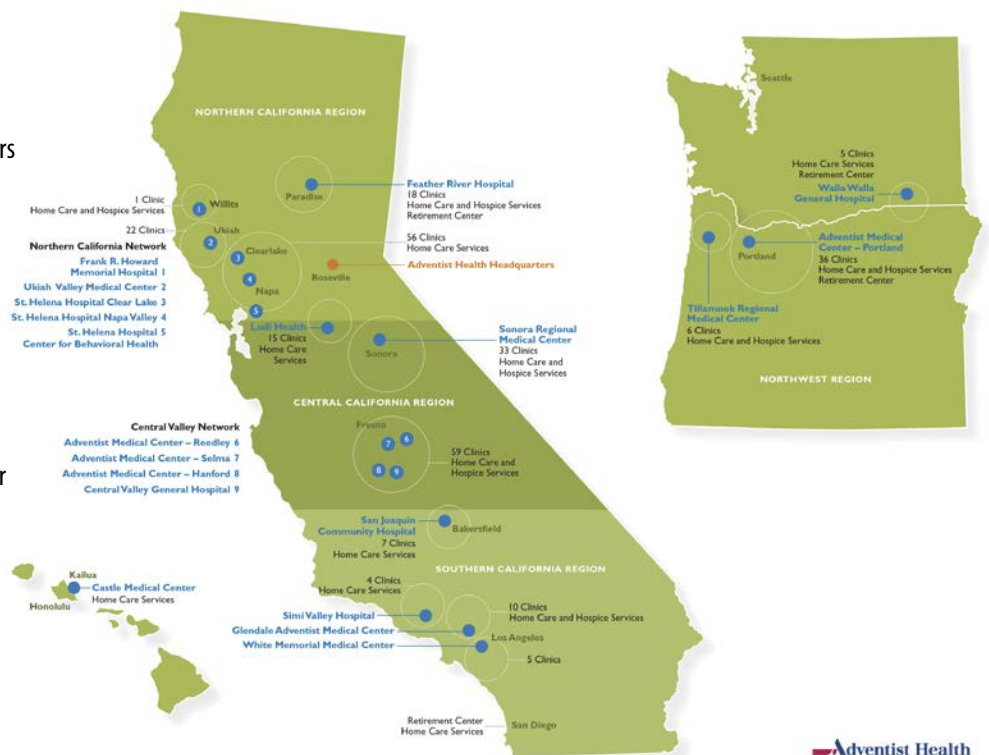 NORTHERN CALIFORNIA REGION
rs
1 Clinic
Home Care and Hospice Services
Willits
1
22 Clinics
Ukiah
2
Northern California Network
Frank R. Howard
Memorial Hospital 1
Ukiah Valley Medical Center 2
St. Helena Hospital Clear Lake 3
St. Helena Hospital Napa Valley 4
St. Helena Hospital 5
Center for Behavioral Health
Clearlake
3
4
Napa
5
Paradise
Feather River Hospital
18 Clinics
Home Care and Hospice Services
Retirement Center
56 Clinics
Home Care Services
Roseville
Adventist Health Headquarters
Lodi Health
15 Clinics
Home Care
Services
Sonora
Sonora Regional
Medical Center
33 Clinics
Home Care and
Hospice Services
CENTRAL CALIFORNIA REGION
Central Valley Network
Adventist Medical Center – Reedley 6
Adventist Medical Center – Selma 7
Adventist Medical Center – Hanford 8
Central Valley General Hospital 9
Fresno
7
6
8
9
59 Clinics
Home Care and
Hospice Services
r
San Joaquin
Community Hospital
7 Clinics
Home Care Services
Bakersfield
SOUTHERN CALIFORNIA REGION
4 Clinics
Home Care Services
Simi Valley Hospital
Glendale Adventist Medical Center
White Memorial Medical Center
10 Clinics
Home Care and Hospice Services
Los Angeles
5 Clinics
Retirement Center
Home Care Services
San Diego
Kailua
Castle Medical Center
Home Care Services
Honolulu
Seattle
5 Clinics
Home Care Services
Retirement Center
Walla Walla
General Hospital
Portland
Adventist Medical
Center – Portland
36 Clinics
Home Care and Hospice Services
Retirement Center
Tillamook Regional
Medical Center
6 Clinics
Home Care and Hospice Services
NORTHWEST REGION
Adventist Health